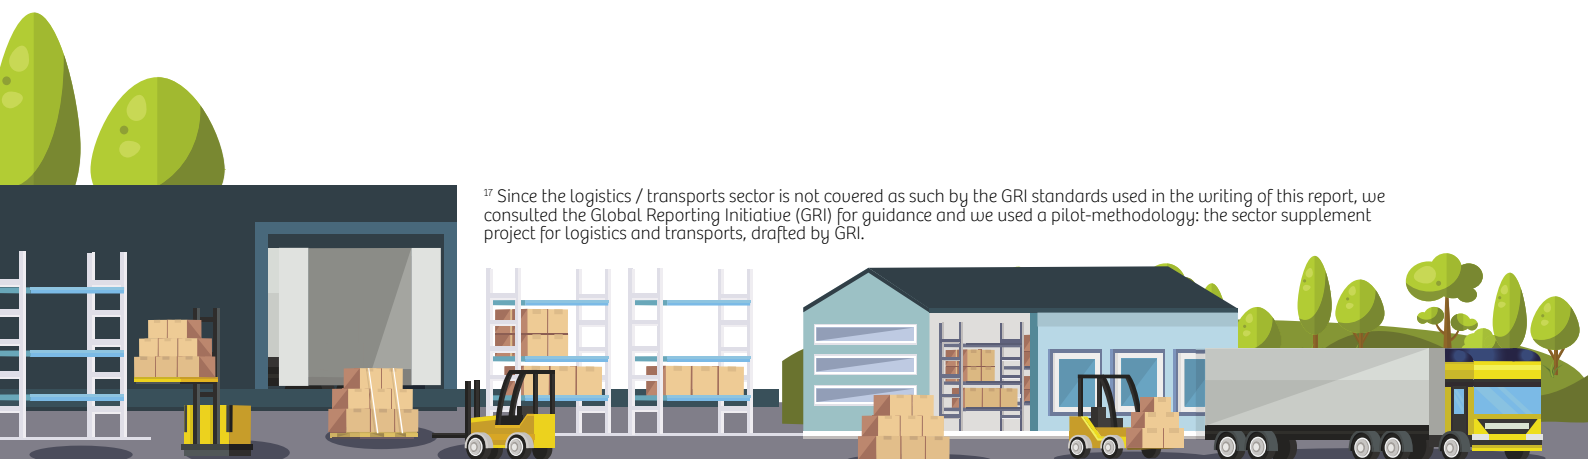 17 Since the logistics / transports sector is not covered as such by the GRI standards used in the writing of this report, we
consulted the Global Reporting Initiative (GRI) for guidance and we used a pilot-methodology: the sector supplement
project for logistics and transports, drafted by GRI.